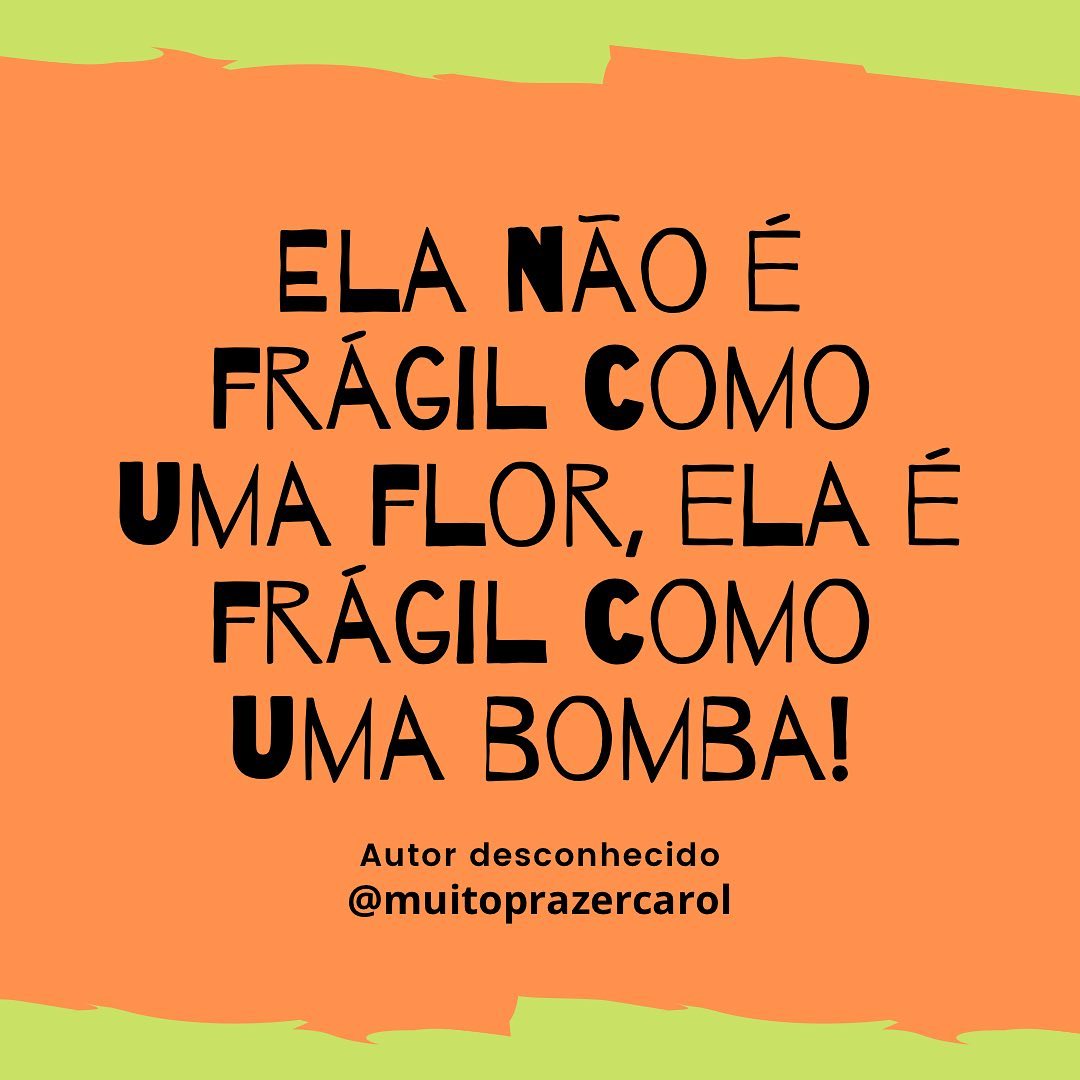 ELA NÃO É
FRÁGIL COMO
UMA FLOR, ELA É
FRÁGIL COMO
UMA BOMBA!
Autor desconhecido
@muitoprazercarol